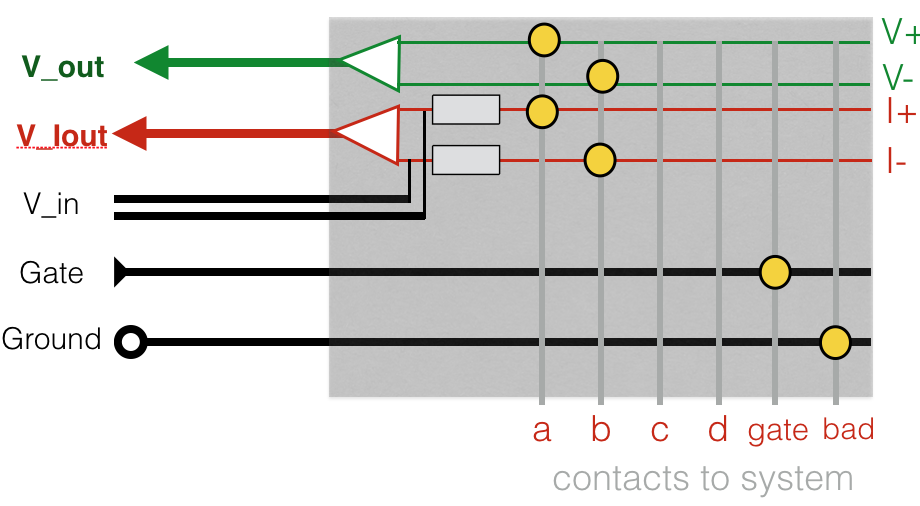 V_out
V_Iout
V_in
Gate
Ground
V+
V-
I+
I-
a b c d gate bad
contacts to system